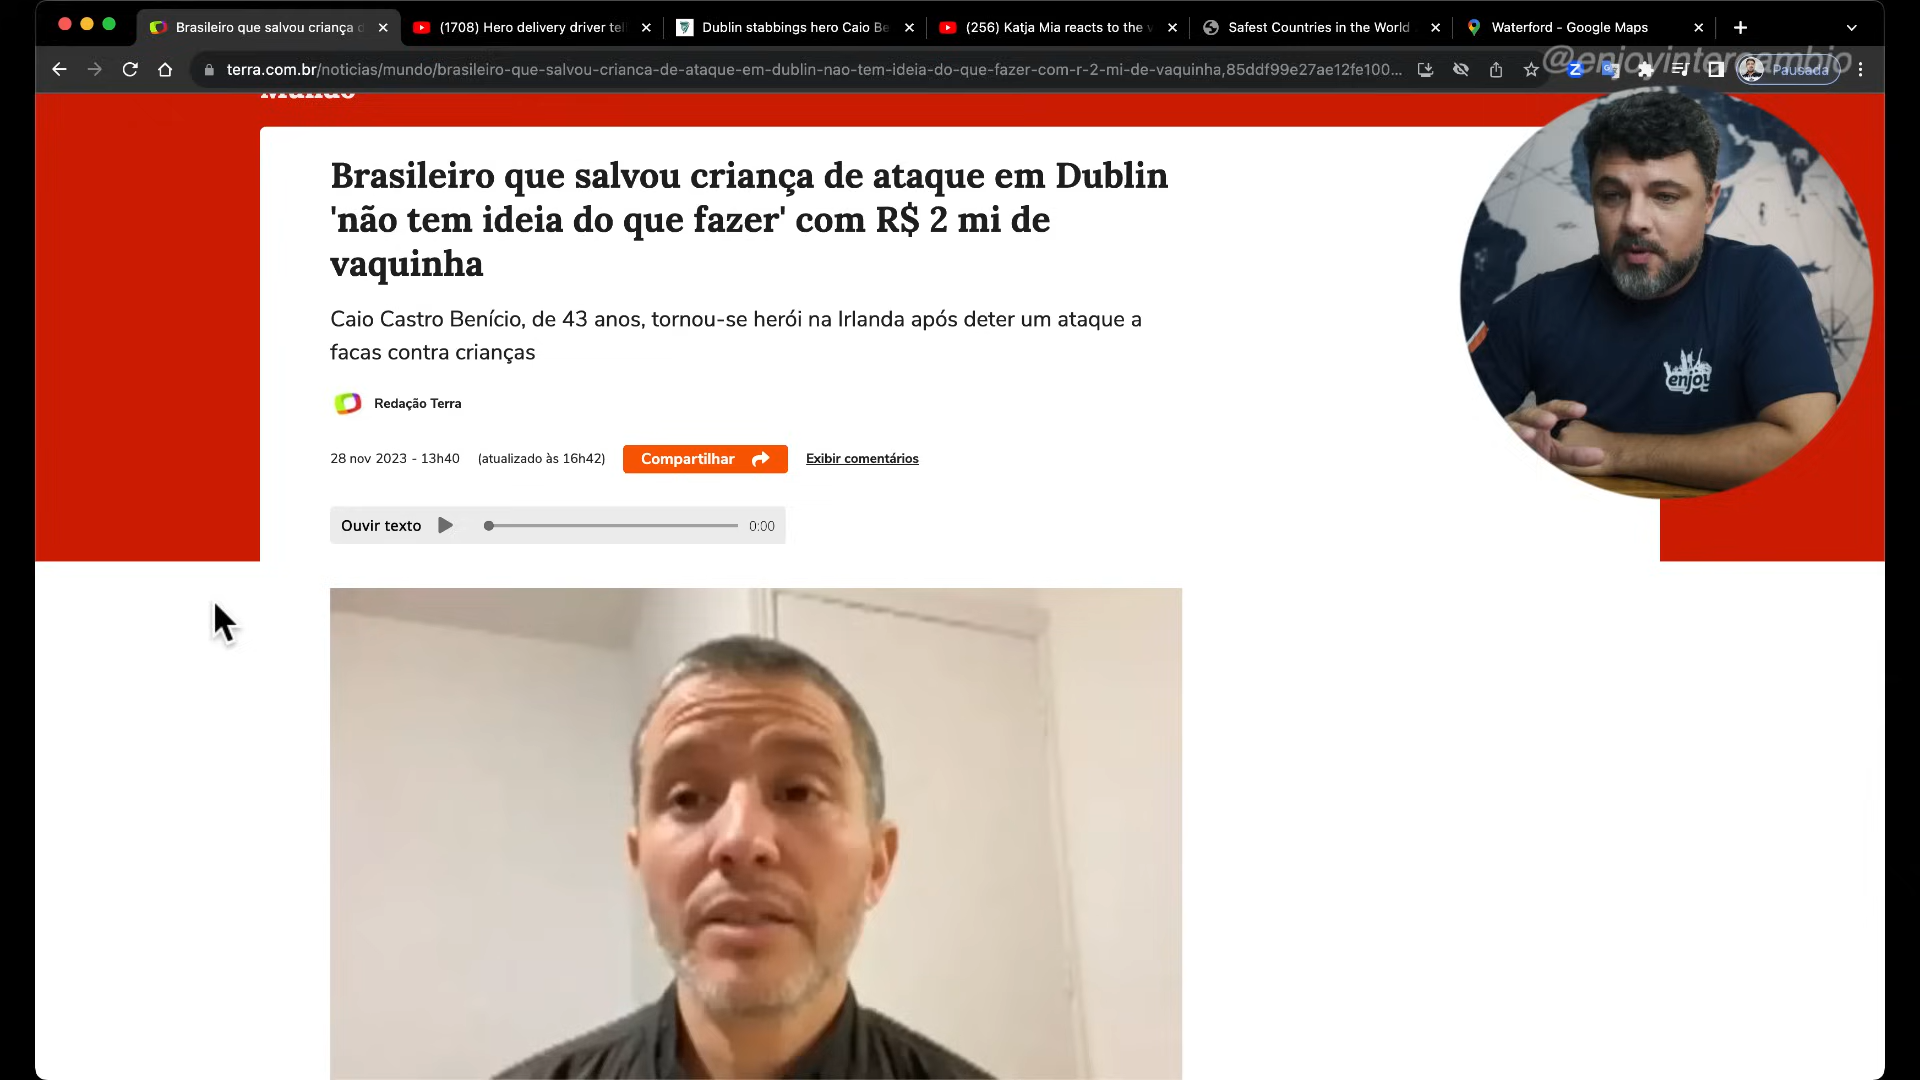 Brasileiro que salvou criança d
(1708) Hero delivery driver tel
Dublin stabbings hero Caio Be
(256) Katja Mia reacts to the v
Safest Countries in the World
Waterford - Google Maps
terra.com.br/noticias/mundo/brasileiro-que-salvou-crianca-de-ataque-em-dublin-nao-tem-ideia-do-que-fazer-com-r-2-mi-de-vaquinha,85ddf99e27ae12fe100...
Pausada
@enjoyintercambio
Mundo
Brasileiro que salvou criança de ataque em Dublin
'não tem ideia do que fazer' com R$ 2 mi de
vaquinha
Caio Castro Benício, de 43 anos, tornou-se herói na Irlanda após deter um ataque a
facas contra crianças
Redação Terra
28 nov 2023 - 13h40 (atualizado às 16h42) Compartilhar Exibir comentários
Ouvir texto 0:00
enjoy